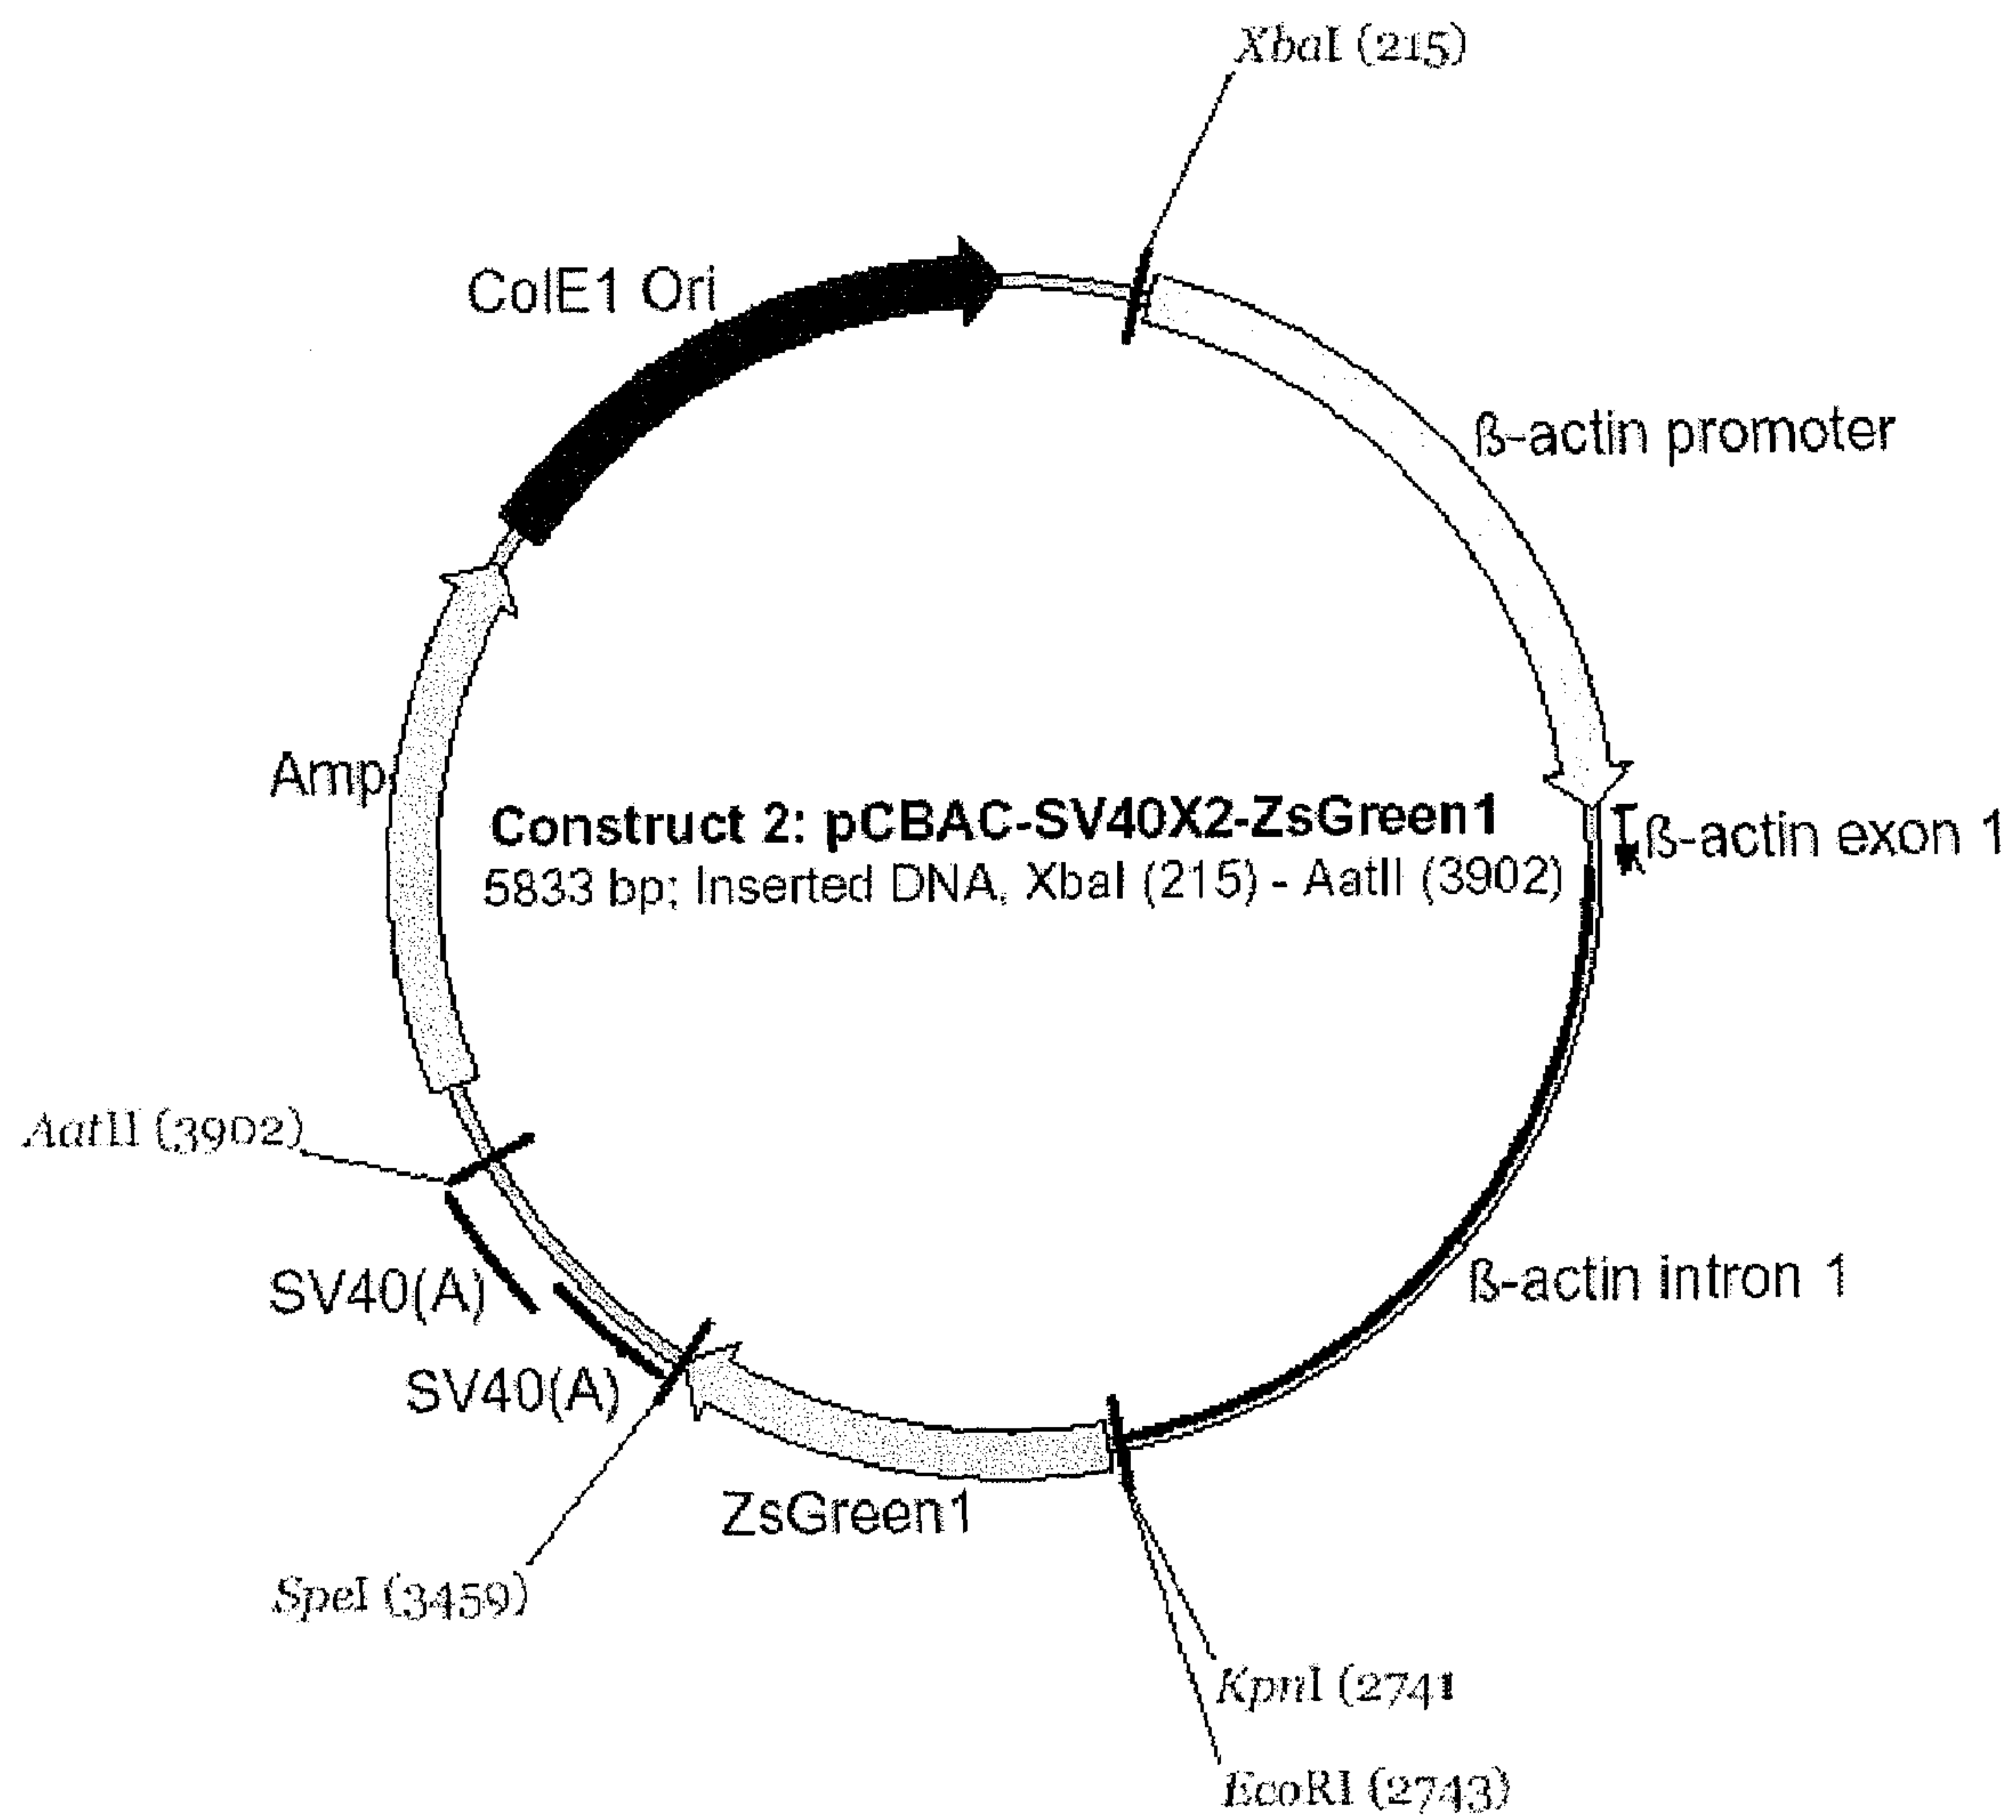 XbaI (215)
ColE1 Ori
ß-actin promoter
Amp
Construct 2: pCBAC-SV40X2-ZsGreen1
5833 bp; Inserted DNA, XbaI (215) - AatII (3902)
ß-actin exon 1
AatII (3902)
SV40(A)
ß-actin intron 1
SV40(A)
ZsGreen1
SpeI (3459)
KpnI (2741
EcoRI (2743)